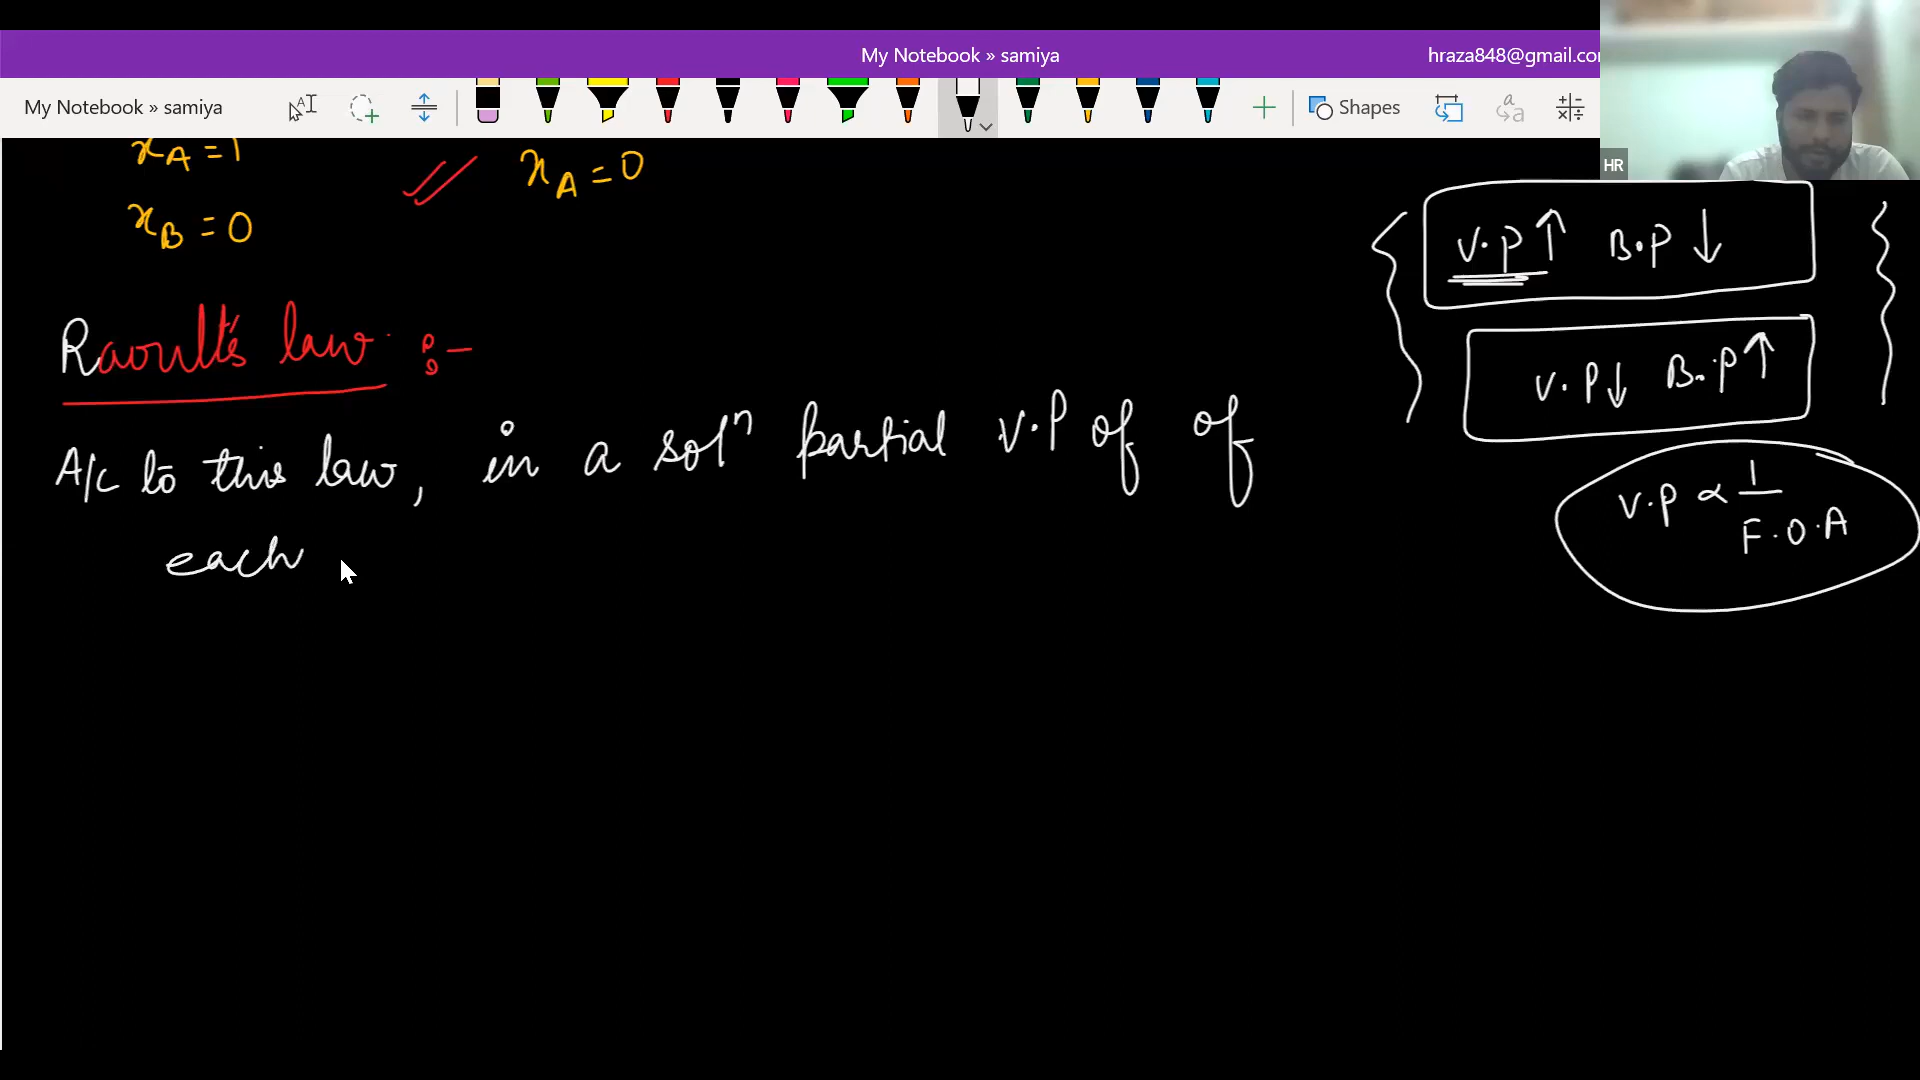 My Notebook » samiya
hraza848@gmail.co
My Notebook » samiya
Shapes
HR
xA = 1
xA = 0
xB = 0
V.P ↑ B.P ↓
Raoult's law :-
V.P ↓ B.P ↑
A/c to this law, in a solⁿ partial V.P of of
each
V.P ∝ 1/F.O.A